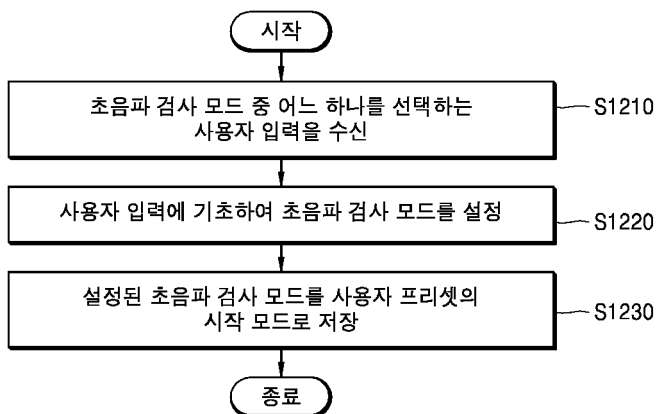 시작
초음파 검사 모드 중 어느 하나를 선택하는
사용자 입력을 수신
S1210
사용자 입력에 기초하여 초음파 검사 모드를 설정
S1220
설정된 초음파 검사 모드를 사용자 프리셋의
시작 모드로 저장
S1230
종료